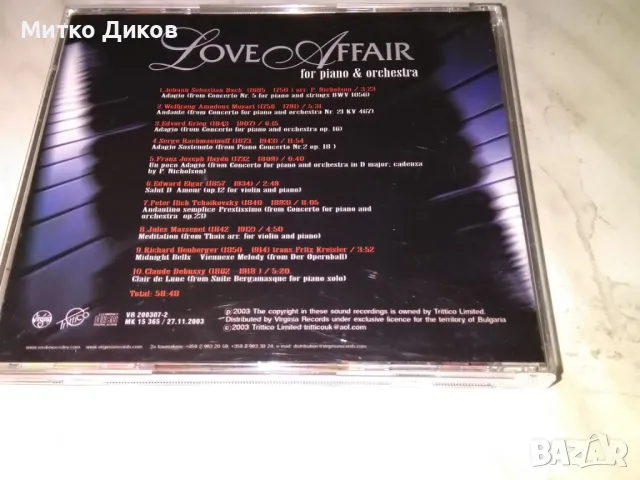 Митко Диков
LOVE AFFAIR
for piano & orchestra
1.Johann Sebastian Bach (1685 1750 ) arr P. Nicholson / 3:23
Adagio (from Concerto Nr. 5 for piano and strings BWV 1056)
2.Wolfgang Amadeus Mozart (1756 1791) / 5:31
Andante (from Concerto for piano and orchestra Nr. 21 KV 467)
3.Edvard Grieg (1843 1907) / 6:15
Adagio (from Concerto for piano and orchestra op. 16)
4.Serge Rachmaninoff (1873 1943) / 11:54
Adagio Sostenuto (from Piano Concerto Nr.2 op. 18 )
5.Franz Joseph Haydn (1732 1809) / 6:40
Un poco Adagio (from Concerto for piano and orchestra in D major, cadenza
by P. Nicholson)
6.Edward Elgar (1857 1934) / 2:49
Salut D Amour (op.12 for violin and piano)
7.Peter Ilich Tchaikovsky (1840 1893) / 11:05
Andantino semplice Prestissimo (from Concerto for piano and
orchestra op.23)
8.Jules Massenet (1842 1912) / 4:50
Meditation (from Thais arr for violin and piano)
9.Richard Heuberger (1850 1914) trans Fritz Kreisler / 3:52
Midnight Bells Viennese Melody (from Der Opernball)
10.Claude Debussy (1862 1918 ) / 5:20
Clair de Lune (from Suite Bergamasque for piano solo)
Total: 58:48
TRITTICO
VR 200307-2
MK 15 365 / 27.11.2003
℗ 2003 The copyright in these sound recordings is owned by Trittico Limited.
Distributed by Virginia Records under exclusive licence for the territory of Bulgaria
© 2003 Trittico Limited tritticouk@aol.com
BAZAR